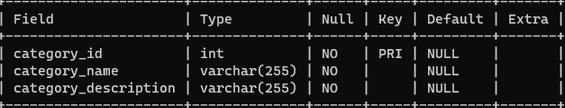 | Field | Type | Null | Key | Default | Extra |
| category_id | int | NO | PRI | NULL | |
| category_name | varchar(255) | NO | | NULL | |
| category_description | varchar(255) | NO | | NULL | |